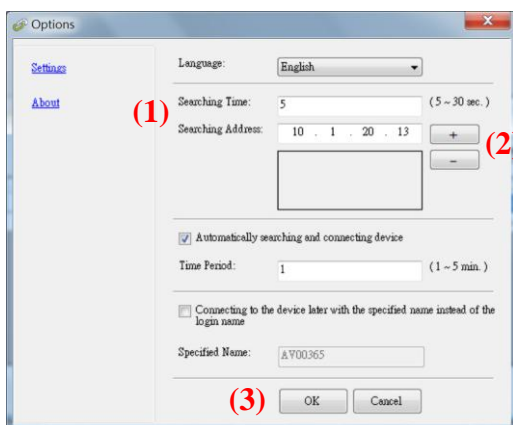 Options
Settings
About
Language: English
(1) Searching Time: 5 (5 ~ 30 sec.)
Searching Address: 10 . 1 . 20 . 13 +
(2)
-
Automatically searching and connecting device
Time Period: 1 (1 ~ 5 min.)
Connecting to the device later with the specified name instead of the
login name
Specified Name: AV00365
(3) OK Cancel